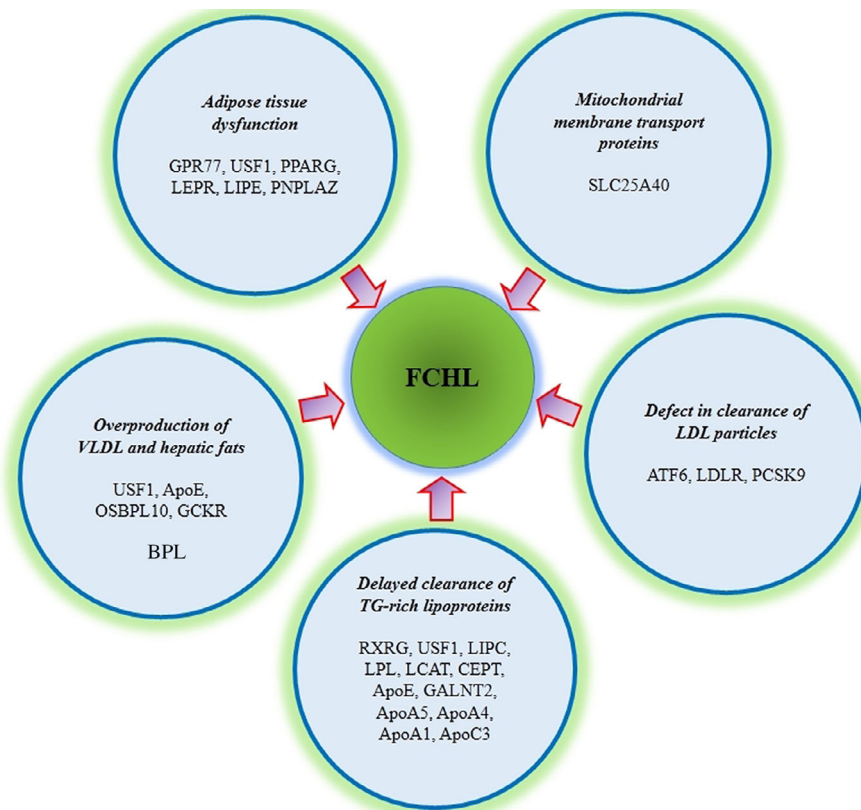 Adipose tissue
dysfunction
GPR77, USF1, PPARG,
LEPR, LIPE, PNPLAZ
Mitochondrial
membrane transport
proteins
SLC25A40
FCHL
Overproduction of
VLDL and hepatic fats
USF1, ApoE,
OSBPL10, GCKR
BPL
Defect in clearance of
LDL particles
ATF6, LDLR, PCSK9
Delayed clearance of
TG-rich lipoproteins
RXRG, USF1, LIPC,
LPL, LCAT, CEPT,
ApoE, GALNT2,
ApoA5, ApoA4,
ApoA1, ApoC3